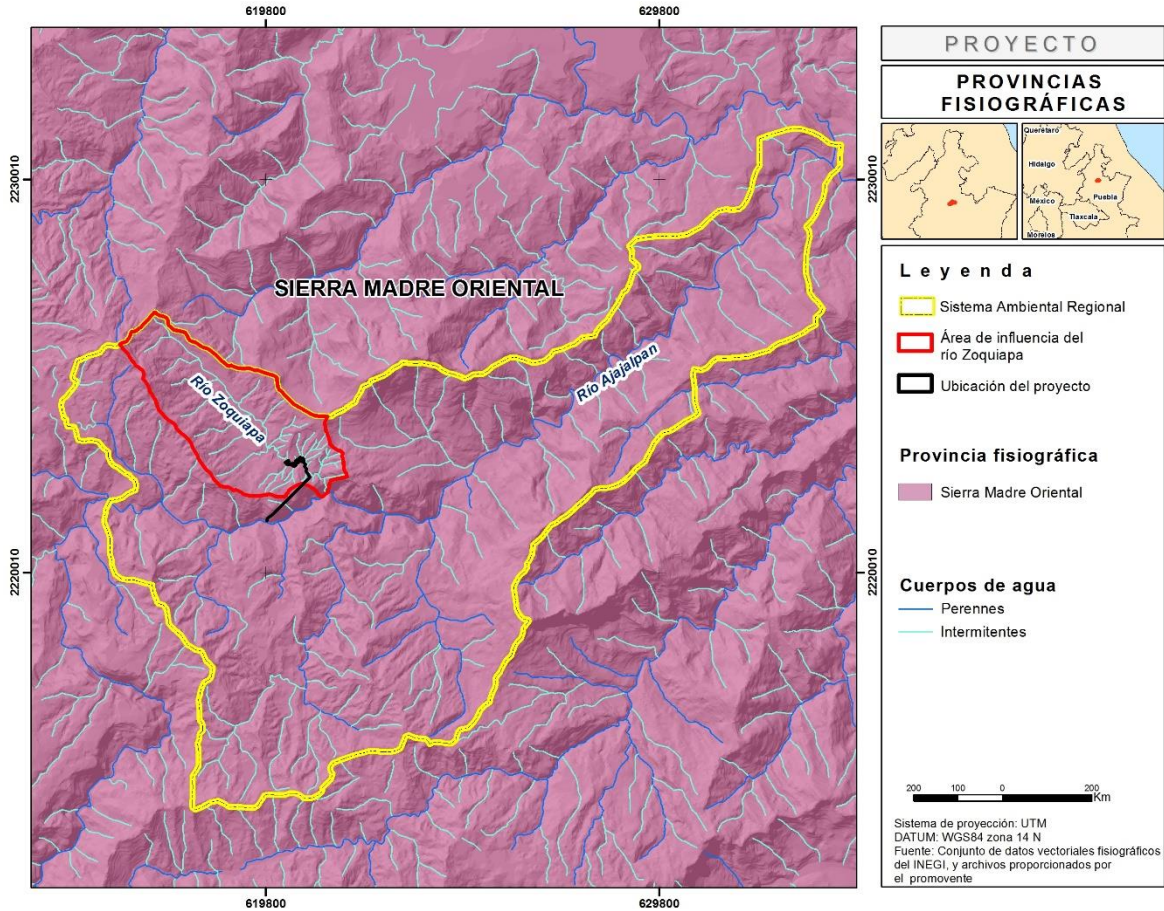 619800
629800
2230010
2230010
SIERRA MADRE ORIENTAL
Río Zoquiapa
Río Ajajalpan
2220010
2220010
619800
629800
PROYECTO
PROVINCIAS
FISIOGRÁFICAS
Querétaro
Hidalgo
México
Puebla
Tlaxcala
Morelos
Leyenda
Sistema Ambiental Regional
Área de influencia del
río Zoquiapa
Ubicación del proyecto
Provincia fisiográfica
Sierra Madre Oriental
Cuerpos de agua
Perennes
Intermitentes
200 100 0 200
Km
Sistema de proyección: UTM
DATUM: WGS84 zona 14 N
Fuente: Conjunto de datos vectoriales fisiográficos
del INEGI, y archivos proporcionados por
el promovente